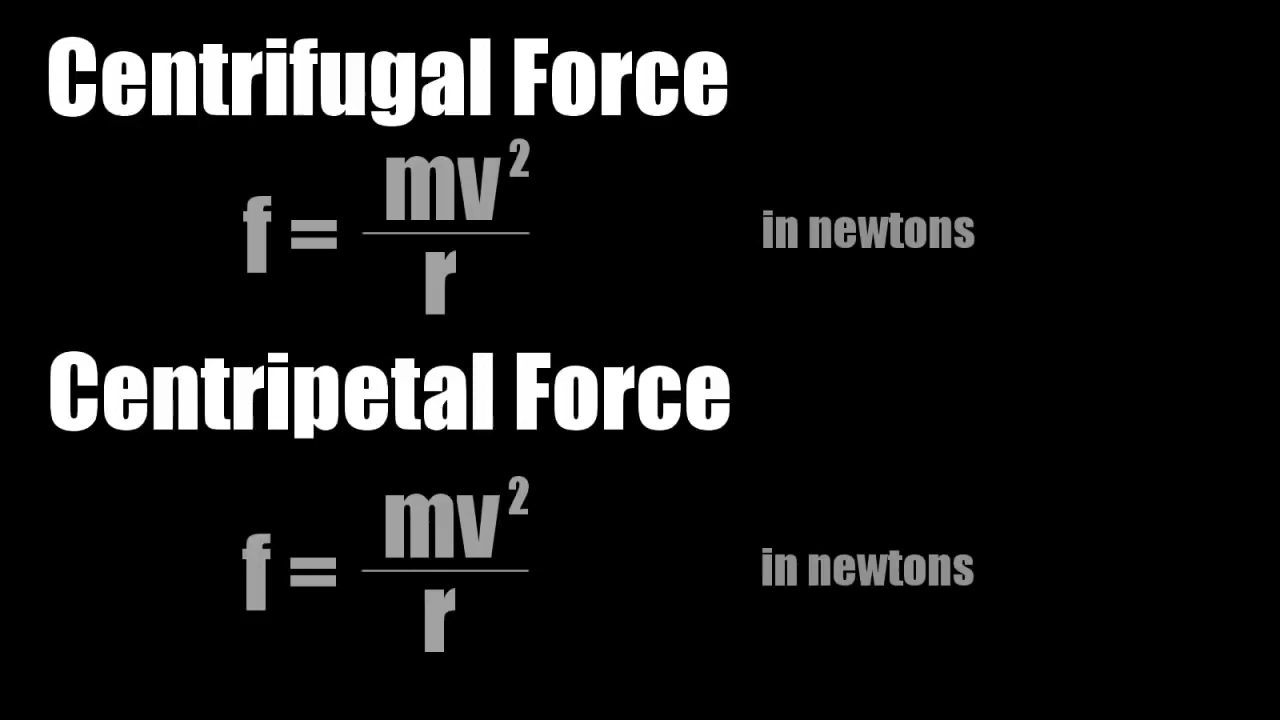 Centrifugal Force
f = mv²/r in newtons
Centripetal Force
f = mv²/r in newtons